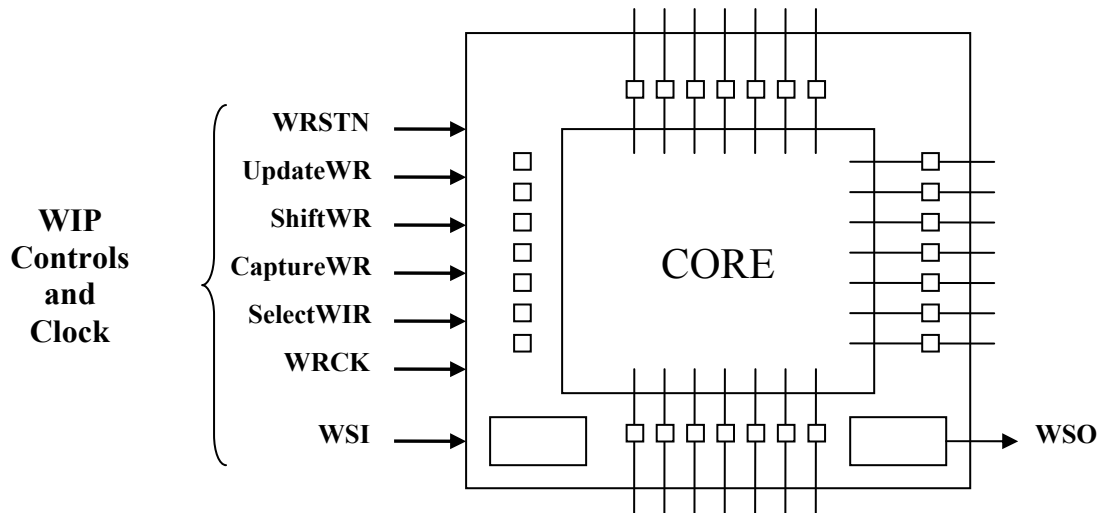 WRSTN
UpdateWR
ShiftWR
CaptureWR
SelectWIR
WRCK
WSI
WIP
Controls
and
Clock
CORE
WSO